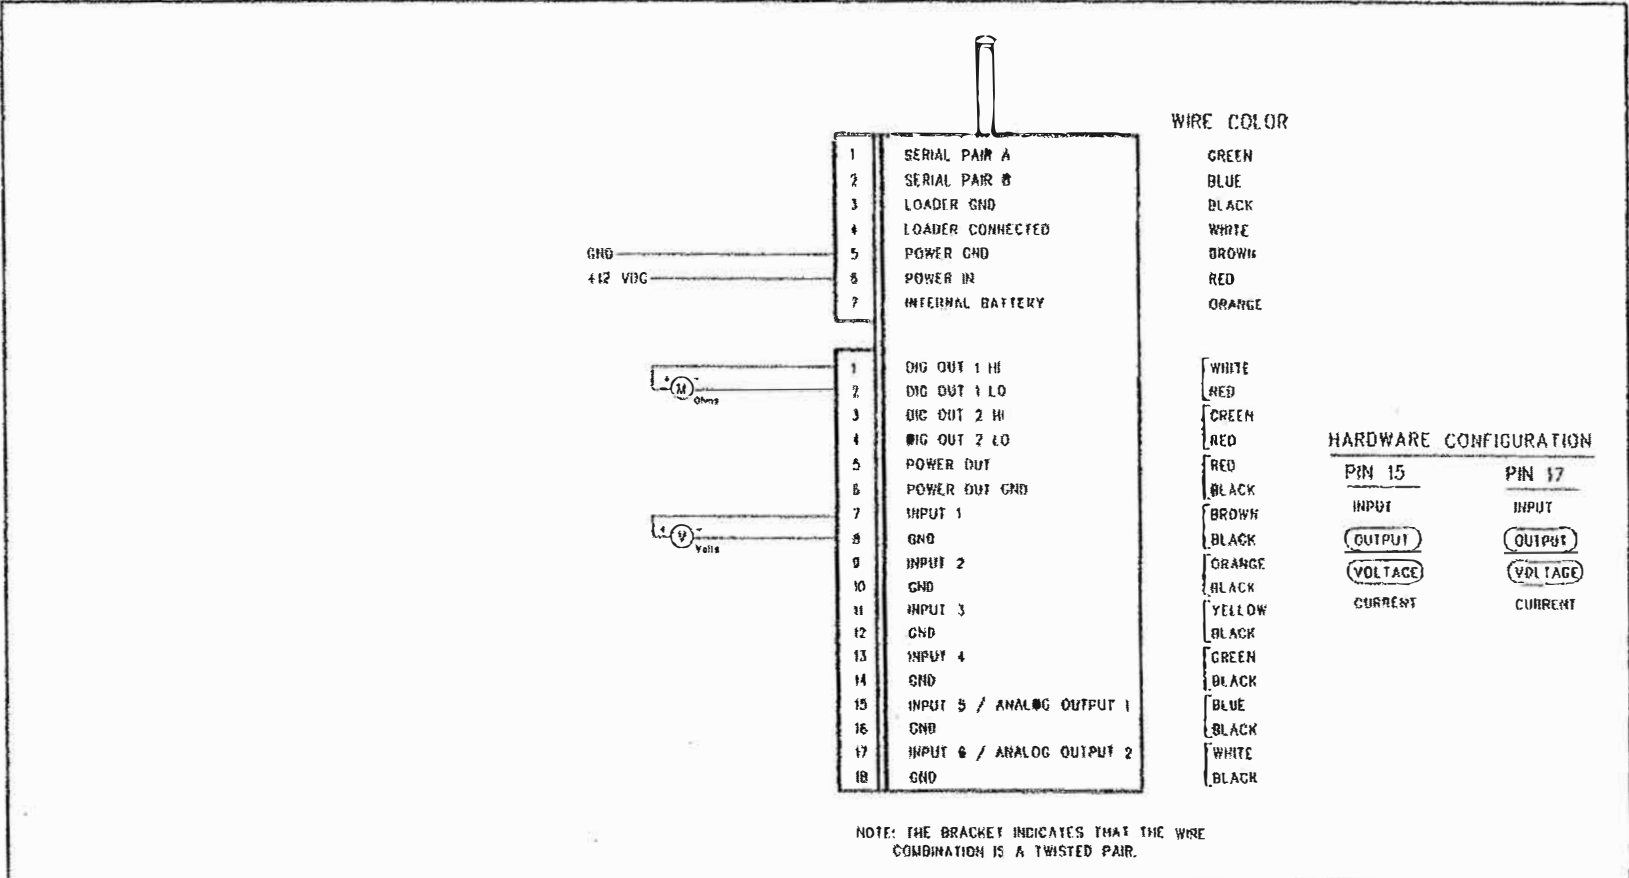 WIRE COLOR
1 SERIAL PAIR A GREEN
2 SERIAL PAIR B BLUE
3 LOADER GND BLACK
4 LOADER CONNECTED WHITE
GND 5 POWER GND BROWN
+12 VDC 6 POWER IN RED
7 INTERNAL BATTERY ORANGE
1 DIG OUT 1 HI WHITE
+ M - Ohms 2 DIG OUT 1 LO RED
3 DIG OUT 2 HI GREEN
4 DIG OUT 2 LO RED
5 POWER OUT RED
6 POWER OUT GND BLACK
7 INPUT 1 BROWN
+ V - Volts 8 GND BLACK
9 INPUT 2 ORANGE
10 GND BLACK
11 INPUT 3 YELLOW
12 GND BLACK
13 INPUT 4 GREEN
14 GND BLACK
15 INPUT 5 / ANALOG OUTPUT 1 BLUE
16 GND BLACK
17 INPUT 6 / ANALOG OUTPUT 2 WHITE
18 GND BLACK
HARDWARE CONFIGURATION
PIN 15 PIN 17
INPUT INPUT
OUTPUT OUTPUT
VOLTAGE VOLTAGE
CURRENT CURRENT
NOTE: THE BRACKET INDICATES THAT THE WIRE
COMBINATION IS A TWISTED PAIR.